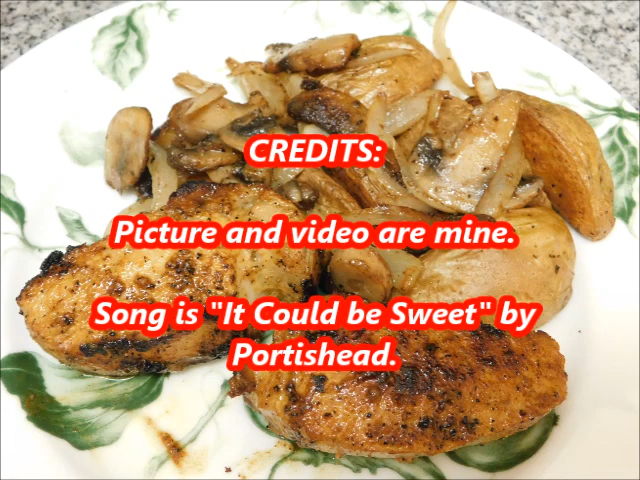 CREDITS:
Picture and video are mine.
Song is "It Could be Sweet" by
Portishead.